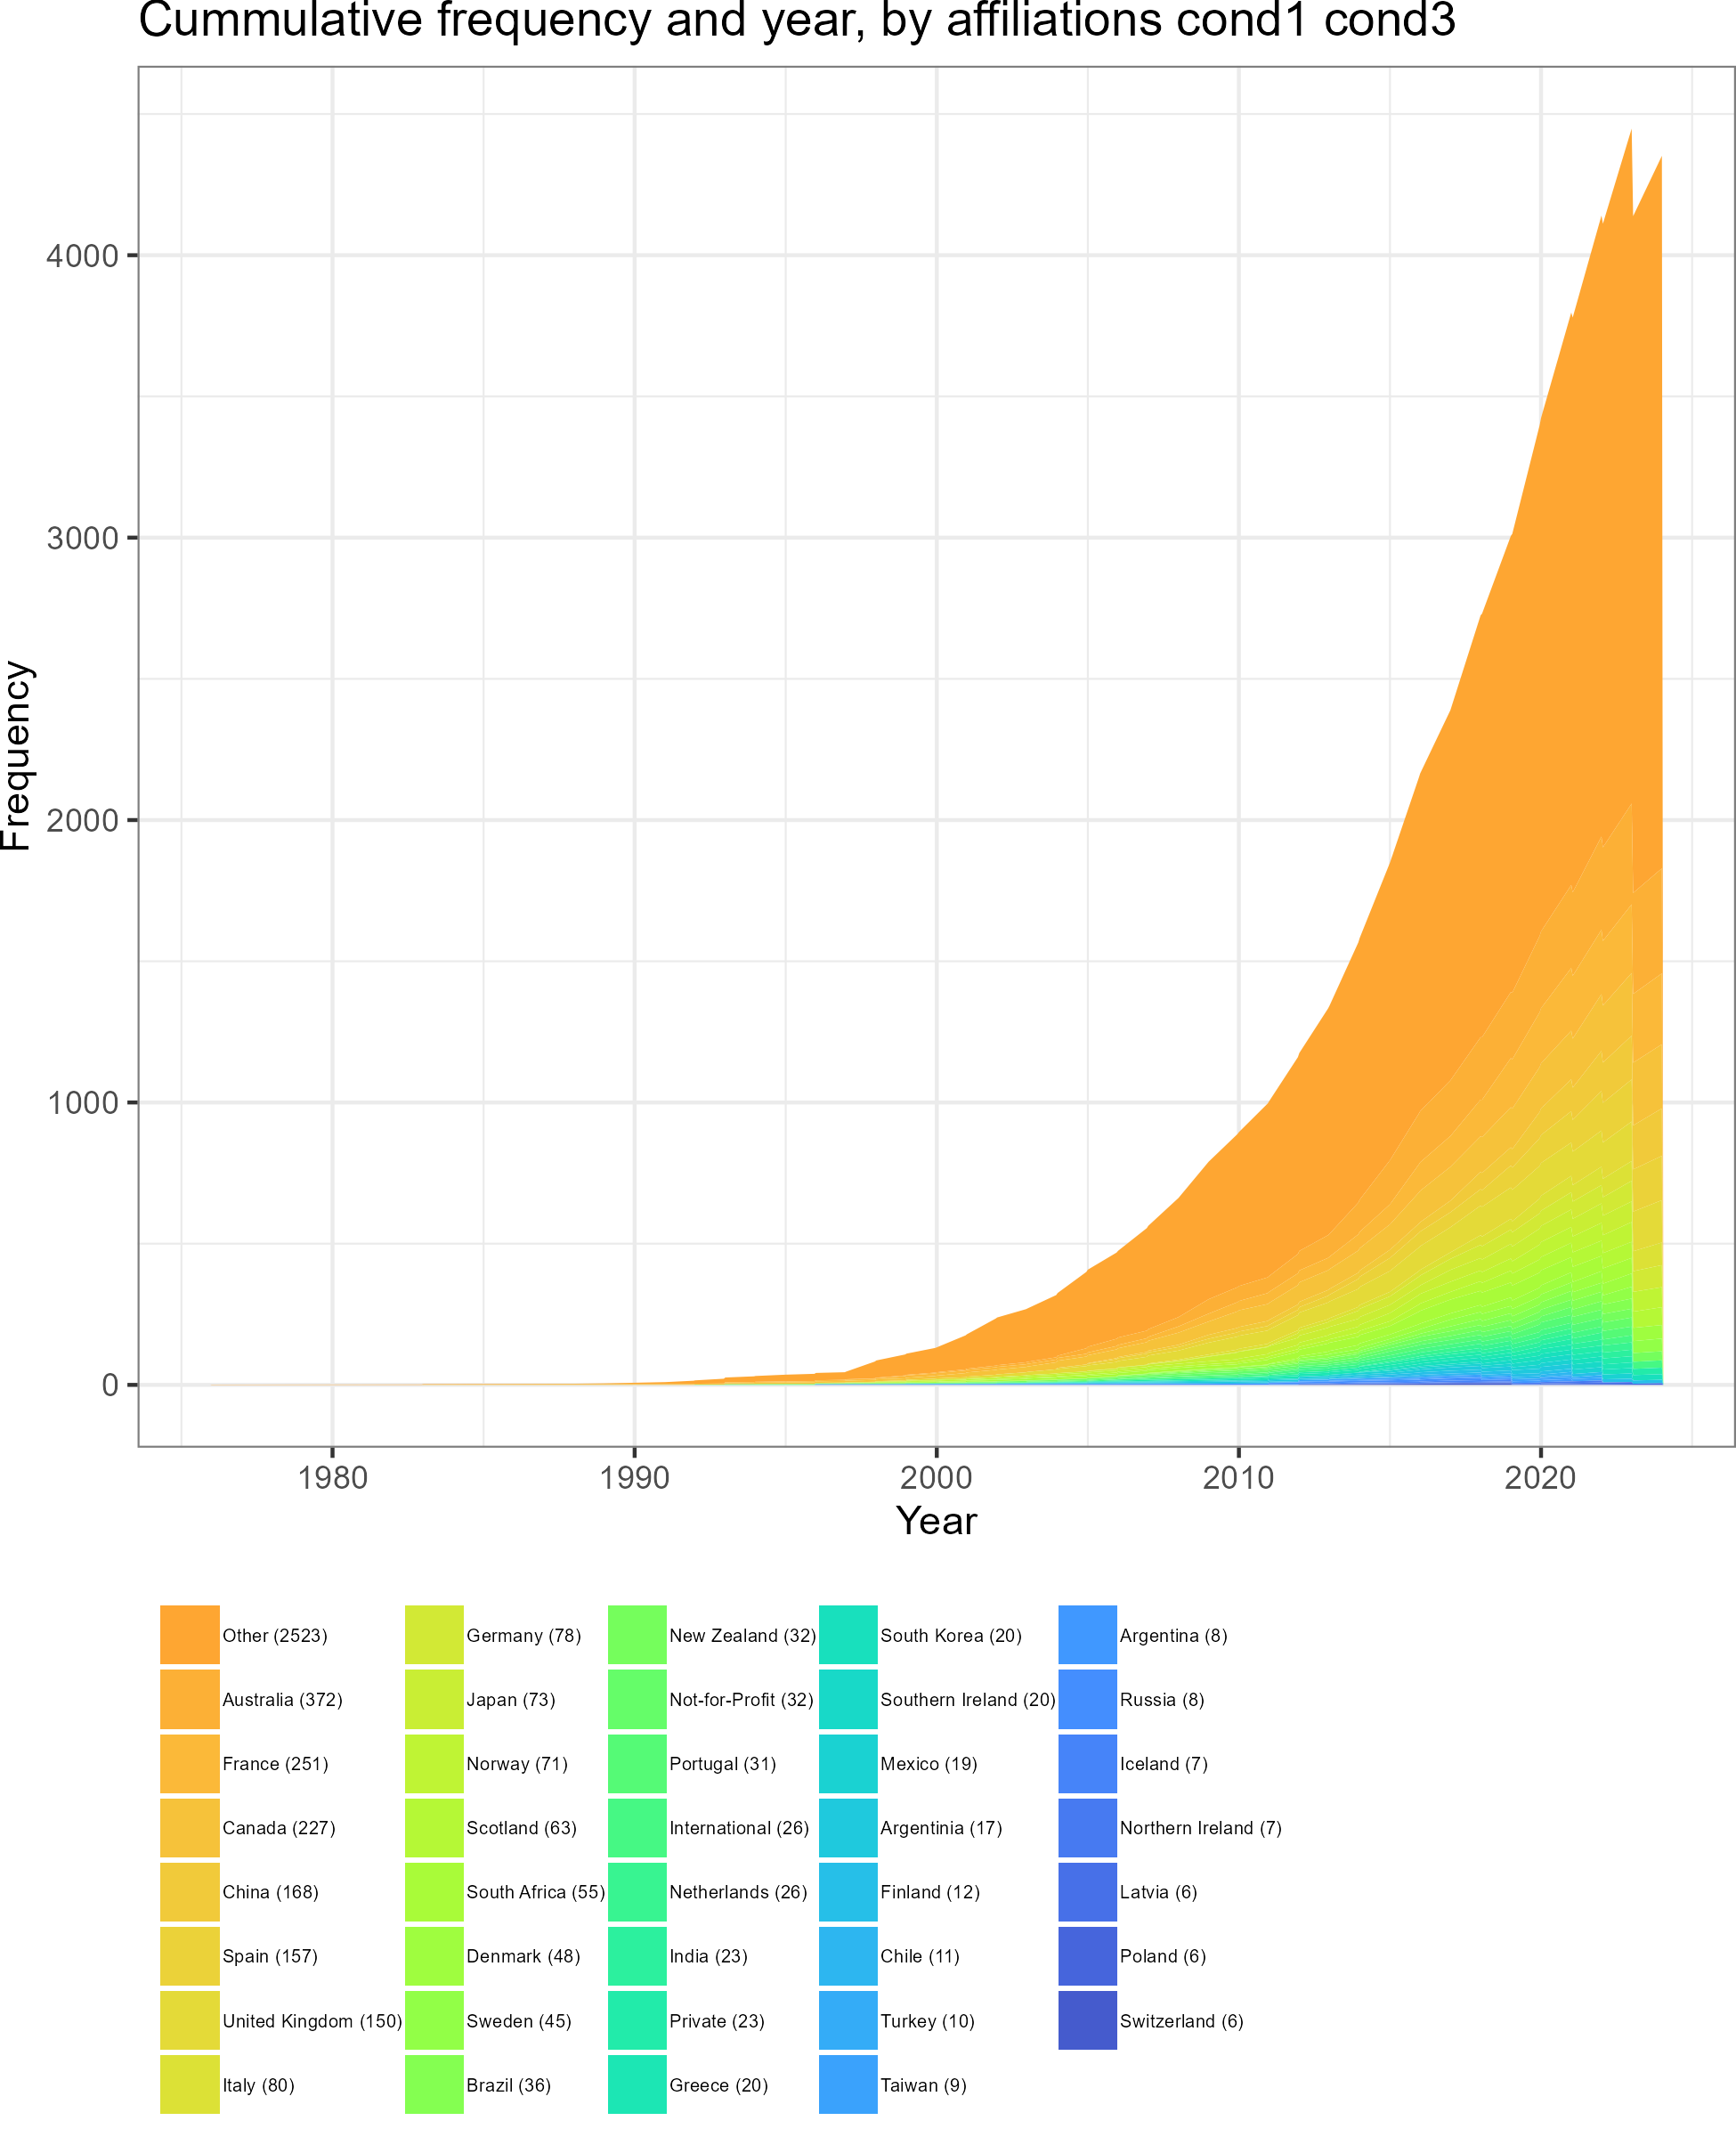 Cummulative frequency and year, by affiliations cond1 cond3
Frequency
4000
3000
2000
1000
0
1980 1990 2000 2010 2020
Year
Other (2523) Germany (78) New Zealand (32) South Korea (20) Argentina (8)
Australia (372) Japan (73) Not-for-Profit (32) Southern Ireland (20) Russia (8)
France (251) Norway (71) Portugal (31) Mexico (19) Iceland (7)
Canada (227) Scotland (63) International (26) Argentinia (17) Northern Ireland (7)
China (168) South Africa (55) Netherlands (26) Finland (12) Latvia (6)
Spain (157) Denmark (48) India (23) Chile (11) Poland (6)
United Kingdom (150) Sweden (45) Private (23) Turkey (10) Switzerland (6)
Italy (80) Brazil (36) Greece (20) Taiwan (9)